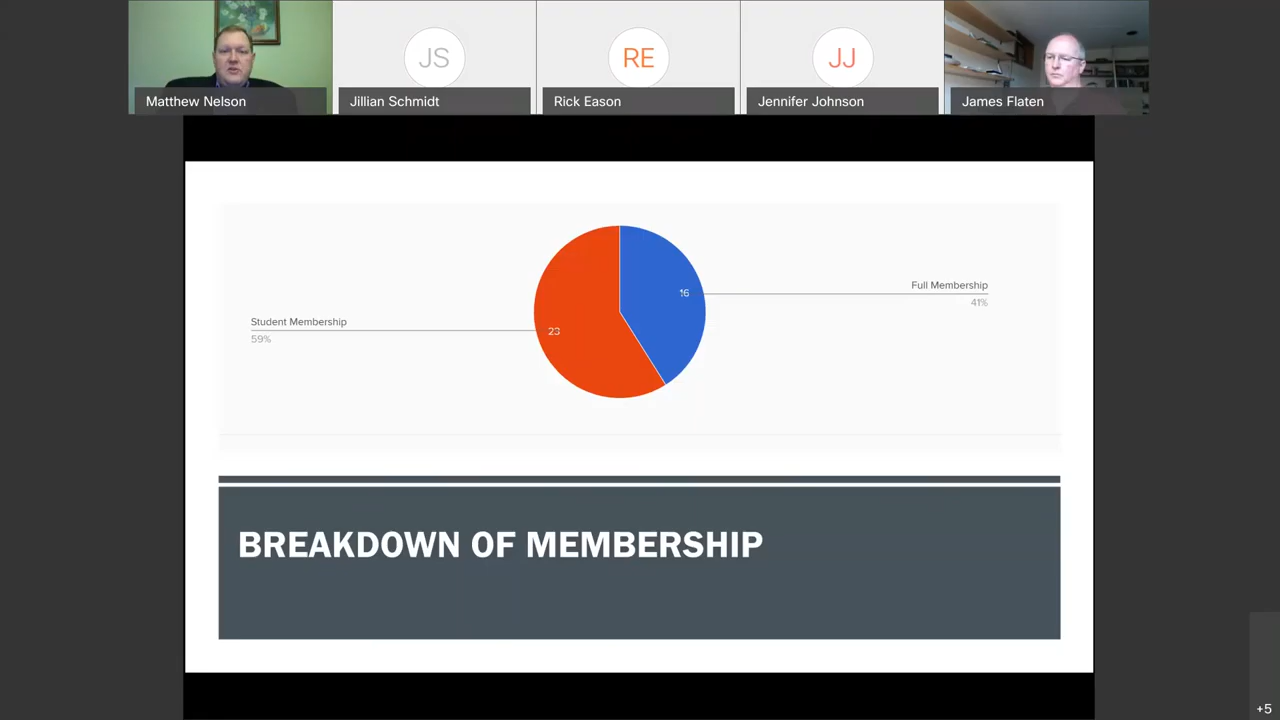 JS
RE
JJ
Matthew Nelson
Jillian Schmidt
Rick Eason
Jennifer Johnson
James Flaten
Full Membership
16
41%
Student Membership
23
59%
BREAKDOWN OF MEMBERSHIP
+5